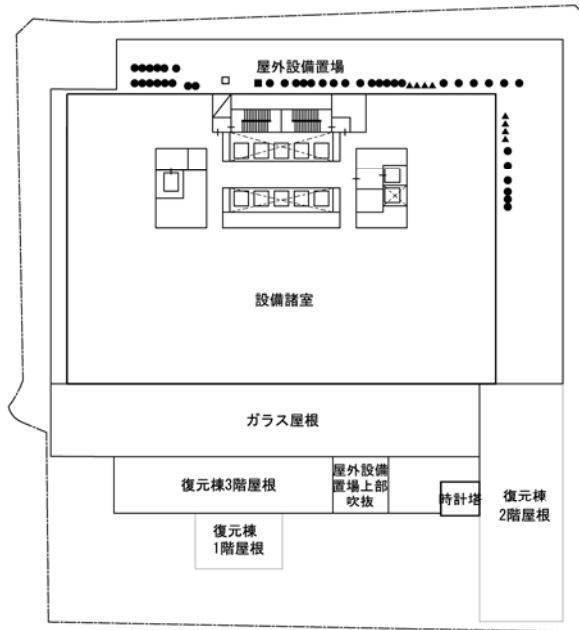 屋外設備置場
設備諸室
ガラス屋根
復元棟3階屋根
屋外設備
置場上部
吹抜
時計塔
復元棟
2階屋根
復元棟
1階屋根